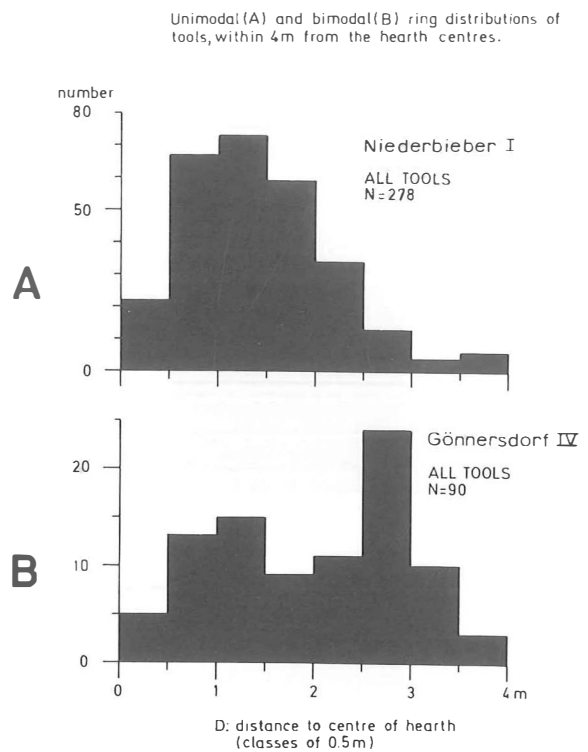 Unimodal(A) and bimodal(B) ring distributions of
tools, within 4m from the hearth centres.
number
80
Niederbieber I
ALL TOOLS
N=278
50
A
0
Gönnersdorf IV
20
ALL TOOLS
N=90
B
10
0
0 1 2 3 4m
D: distance to centre of hearth
(classes of 0.5m)